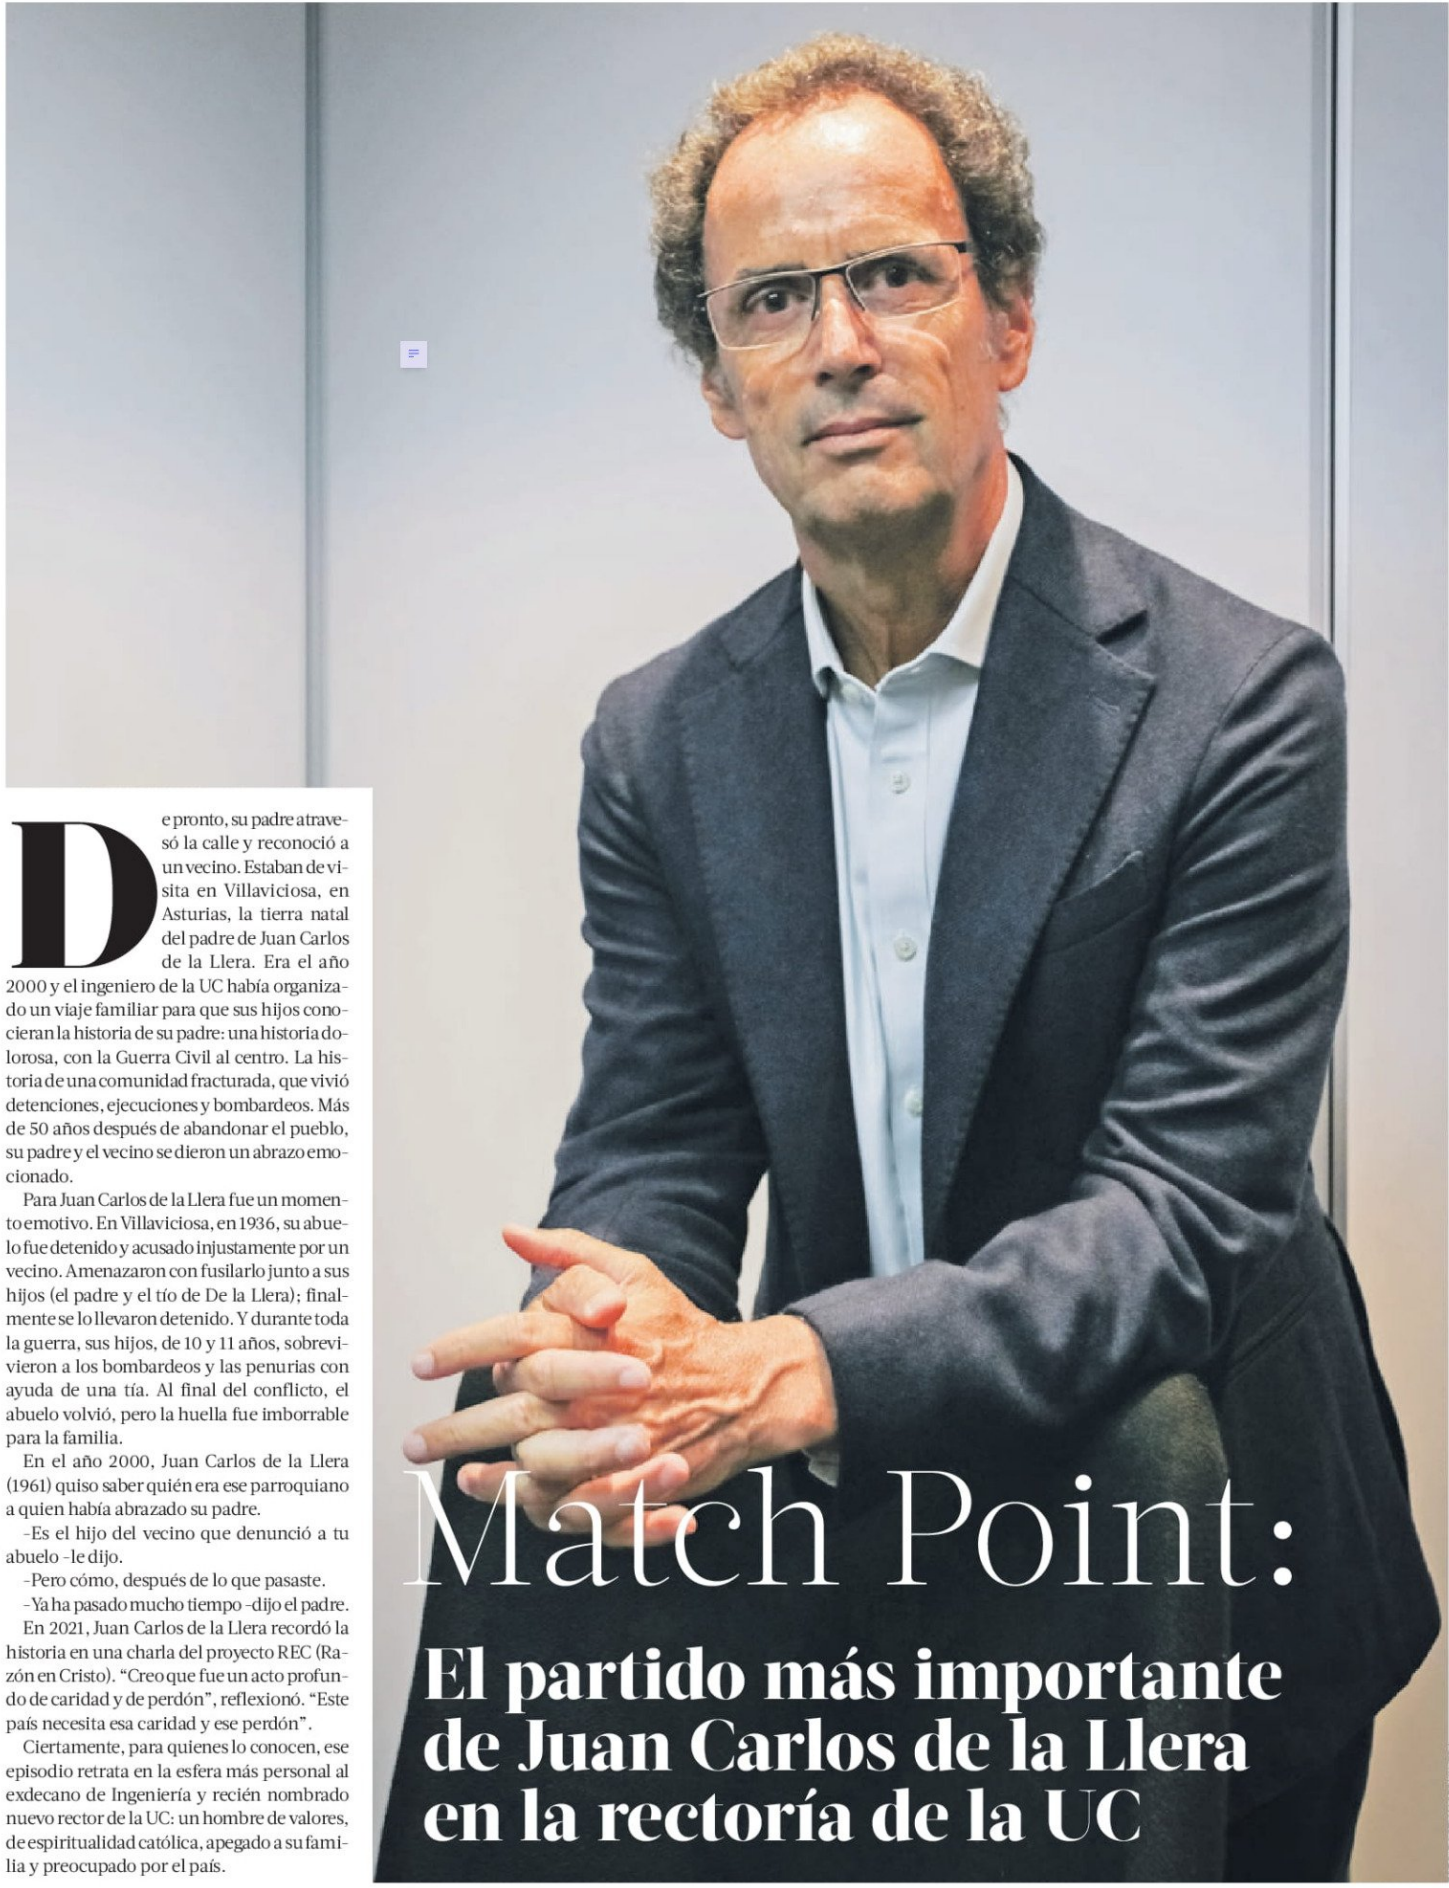 De pronto, su padre atrave-
só la calle y reconoció a
un vecino. Estaban de vi-
sita en Villaviciosa, en
Asturias, la tierra natal
del padre de Juan Carlos
de la Llera. Era el año
2000 y el ingeniero de la UC había organiza-
do un viaje familiar para que sus hijos cono-
cieran la historia de su padre: una historia do-
lorosa, con la Guerra Civil al centro. La his-
toria de una comunidad fracturada, que vivió
detenciones, ejecuciones y bombardeos. Más
de 50 años después de abandonar el pueblo,
su padre y el vecino se dieron un abrazo emo-
cionado.
Para Juan Carlos de la Llera fue un momen-
to emotivo. En Villaviciosa, en 1936, su abue-
lo fue detenido y acusado injustamente por un
vecino. Amenazaron con fusilarlo junto a sus
hijos (el padre y el tío de De la Llera); final-
mente se lo llevaron detenido. Y durante toda
la guerra, sus hijos, de 10 y 11 años, sobrevi-
vieron a los bombardeos y las penurias con
ayuda de una tía. Al final del conflicto, el
abuelo volvió, pero la huella fue imborrable
para la familia.
En el año 2000, Juan Carlos de la Llera
(1961) quiso saber quién era ese parroquiano
a quien había abrazado su padre.
-Es el hijo del vecino que denunció a tu
abuelo -le dijo.
-Pero cómo, después de lo que pasaste.
-Ya ha pasado mucho tiempo -dijo el padre.
En 2021, Juan Carlos de la Llera recordó la
historia en una charla del proyecto REC (Ra-
zón en Cristo). “Creo que fue un acto profun-
do de caridad y de perdón”, reflexionó. “Este
país necesita esa caridad y ese perdón”.
Ciertamente, para quienes lo conocen, ese
episodio retrata en la esfera más personal al
exdecano de Ingeniería y recién nombrado
nuevo rector de la UC: un hombre de valores,
de espiritualidad católica, apegado a su fami-
lia y preocupado por el país.
Match Point:
El partido más importante
de Juan Carlos de la Llera
en la rectoría de la UC